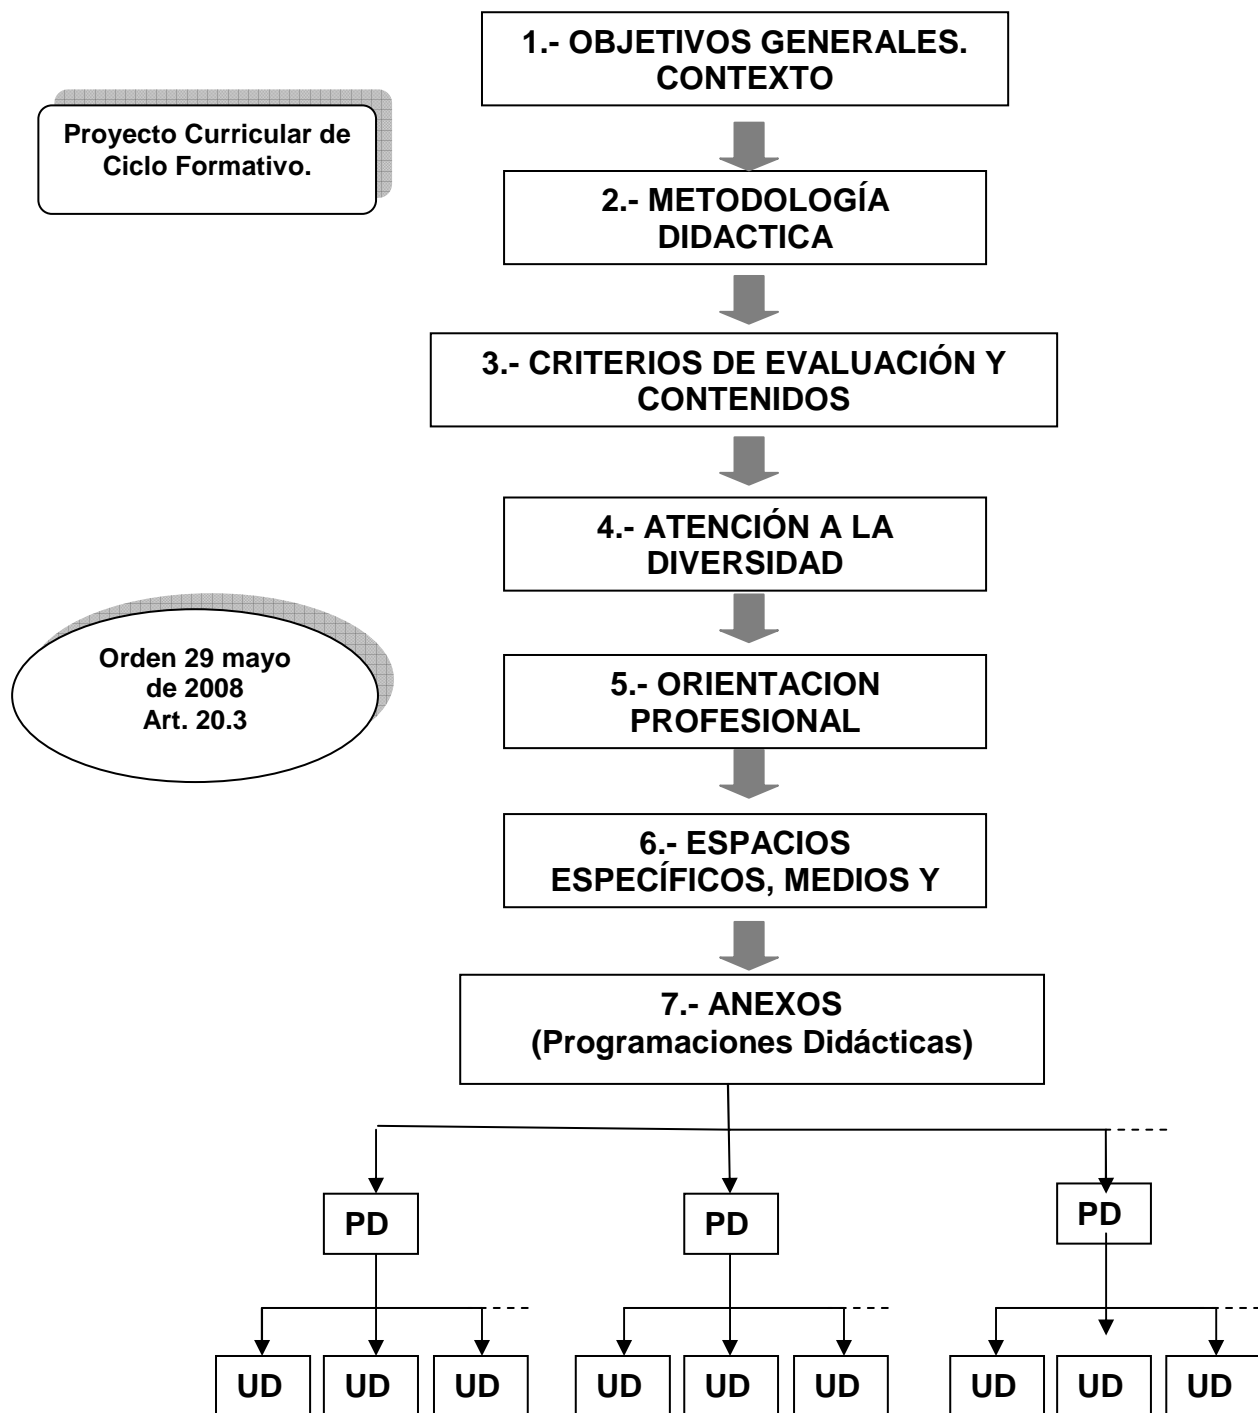 1.- OBJETIVOS GENERALES.
CONTEXTO
Proyecto Curricular de
Ciclo Formativo.
2.- METODOLOGÍA
DIDACTICA
3.- CRITERIOS DE EVALUACIÓN Y
CONTENIDOS
4.- ATENCIÓN A LA
DIVERSIDAD
Orden 29 mayo
de 2008
Art. 20.3
5.- ORIENTACION
PROFESIONAL
6.- ESPACIOS
ESPECÍFICOS, MEDIOS Y
7.- ANEXOS
(Programaciones Didácticas)
PD
PD
PD
UD
UD
UD
UD
UD
UD
UD
UD
UD